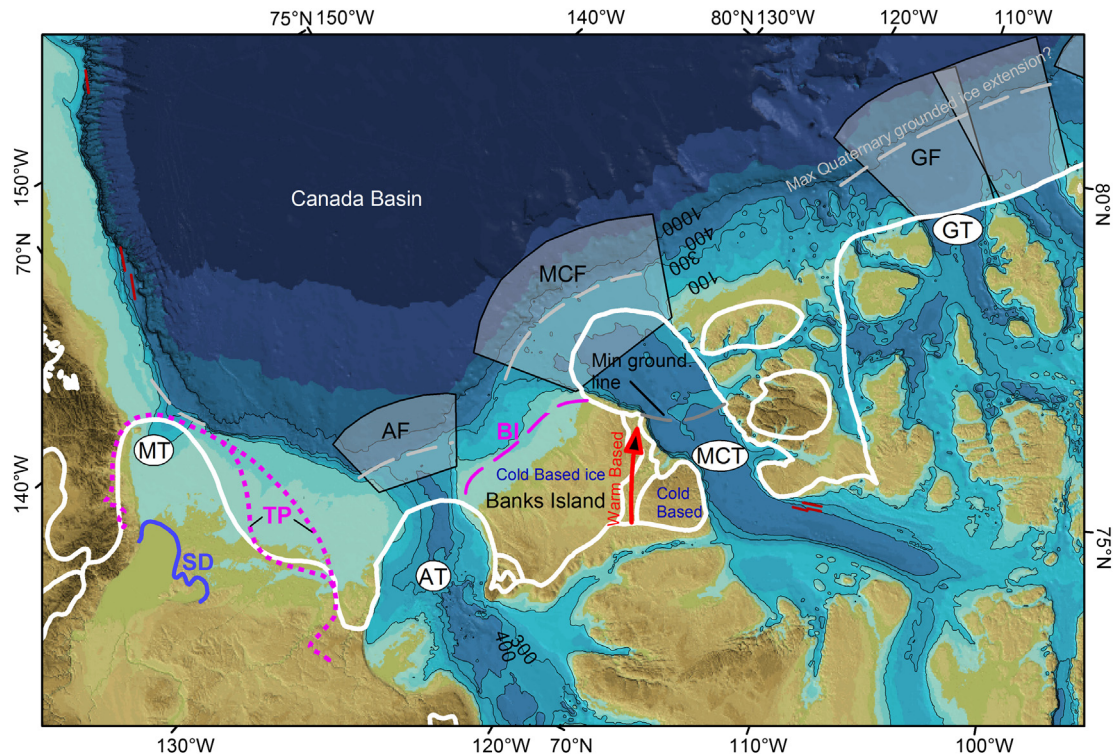 75°N 150°W
140°W
80°N 130°W
120°W
110°W
Max Quaternary grounded ice extension?
GF
150°W
Canada Basin
80°N
GT
1000
400
300
100
70°N
MCF
Min ground.
line
AF
BI
MT
MCT
Cold Based ice
Warm Based
Cold
Based
Banks Island
140°W
TP
75°N
SD
AT
300
400
130°W
120°W 70°N
110°W
100°W